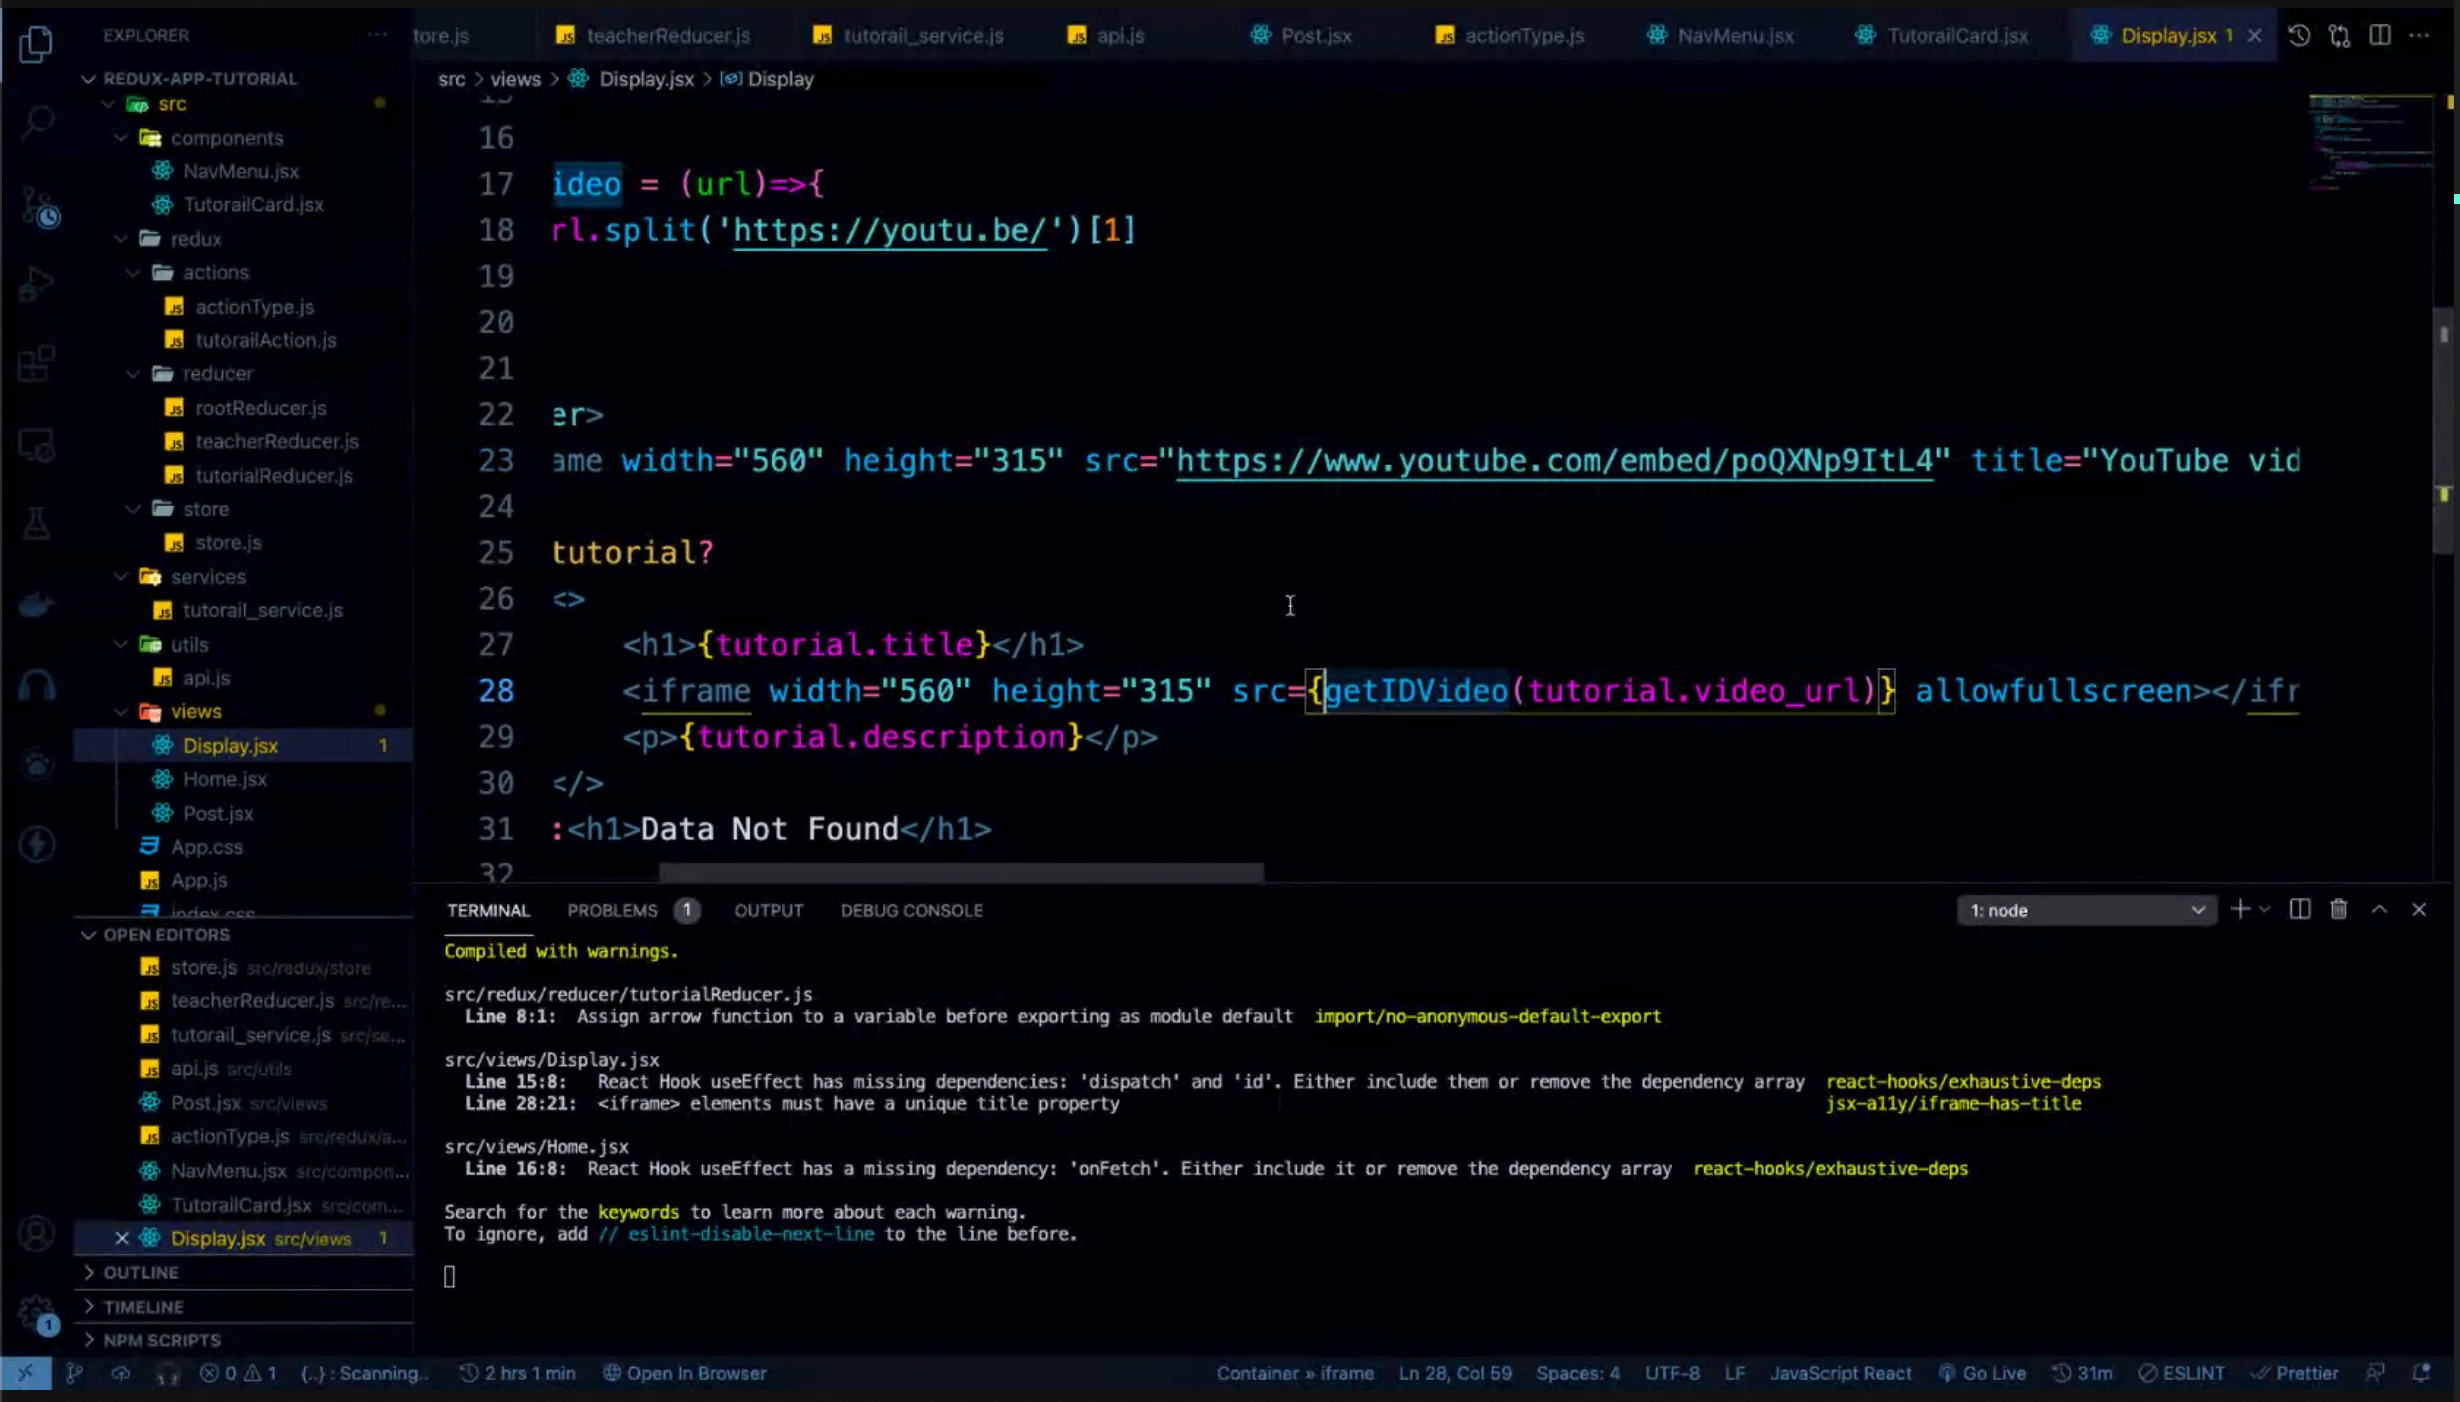 EXPLORER
REDUX-APP-TUTORIAL
src
components
NavMenu.jsx
TutorailCard.jsx
redux
actions
actionType.js
tutorailAction.js
reducer
rootReducer.js
teacherReducer.js
tutorialReducer.js
store
store.js
services
tutorail_service.js
utils
api.js
views
Display.jsx 1
Home.jsx
Post.jsx
App.css
App.js
index.css
OPEN EDITORS
store.js src/redux/store
teacherReducer.js src/re...
tutorail_service.js src/se...
api.js src/utils
Post.jsx src/views
actionType.js src/redux/a...
NavMenu.jsx src/compon...
TutorailCard.jsx src/com...
Display.jsx src/views 1
OUTLINE
TIMELINE
NPM SCRIPTS
tore.js teacherReducer.js tutorail_service.js api.js Post.jsx actionType.js NavMenu.jsx TutorailCard.jsx Display.jsx 1
src > views > Display.jsx > Display
15
16
17 ideo = (url)=>{
18 rl.split('https://youtu.be/')[1]
19
20
21
22 er>
23 ame width="560" height="315" src="https://www.youtube.com/embed/poQXNp9ItL4" title="YouTube vid
24
25 tutorial?
26 <>
27 <h1>{tutorial.title}</h1>
28 <iframe width="560" height="315" src={getIDVideo(tutorial.video_url)} allowfullscreen></ifr
29 <p>{tutorial.description}</p>
30 </>
31 :<h1>Data Not Found</h1>
32
TERMINAL PROBLEMS 1 OUTPUT DEBUG CONSOLE 1: node
Compiled with warnings.
src/redux/reducer/tutorialReducer.js
Line 8:1: Assign arrow function to a variable before exporting as module default import/no-anonymous-default-export
src/views/Display.jsx
Line 15:8: React Hook useEffect has missing dependencies: 'dispatch' and 'id'. Either include them or remove the dependency array react-hooks/exhaustive-deps
Line 28:21: <iframe> elements must have a unique title property jsx-a11y/iframe-has-title
src/views/Home.jsx
Line 16:8: React Hook useEffect has a missing dependency: 'onFetch'. Either include it or remove the dependency array react-hooks/exhaustive-deps
Search for the keywords to learn more about each warning.
To ignore, add // eslint-disable-next-line to the line before.
1
0 1 {..} : Scanning.. 2 hrs 1 min Open In Browser Container » iframe Ln 28, Col 59 Spaces: 4 UTF-8 LF JavaScript React Go Live 31m ESLINT Prettier